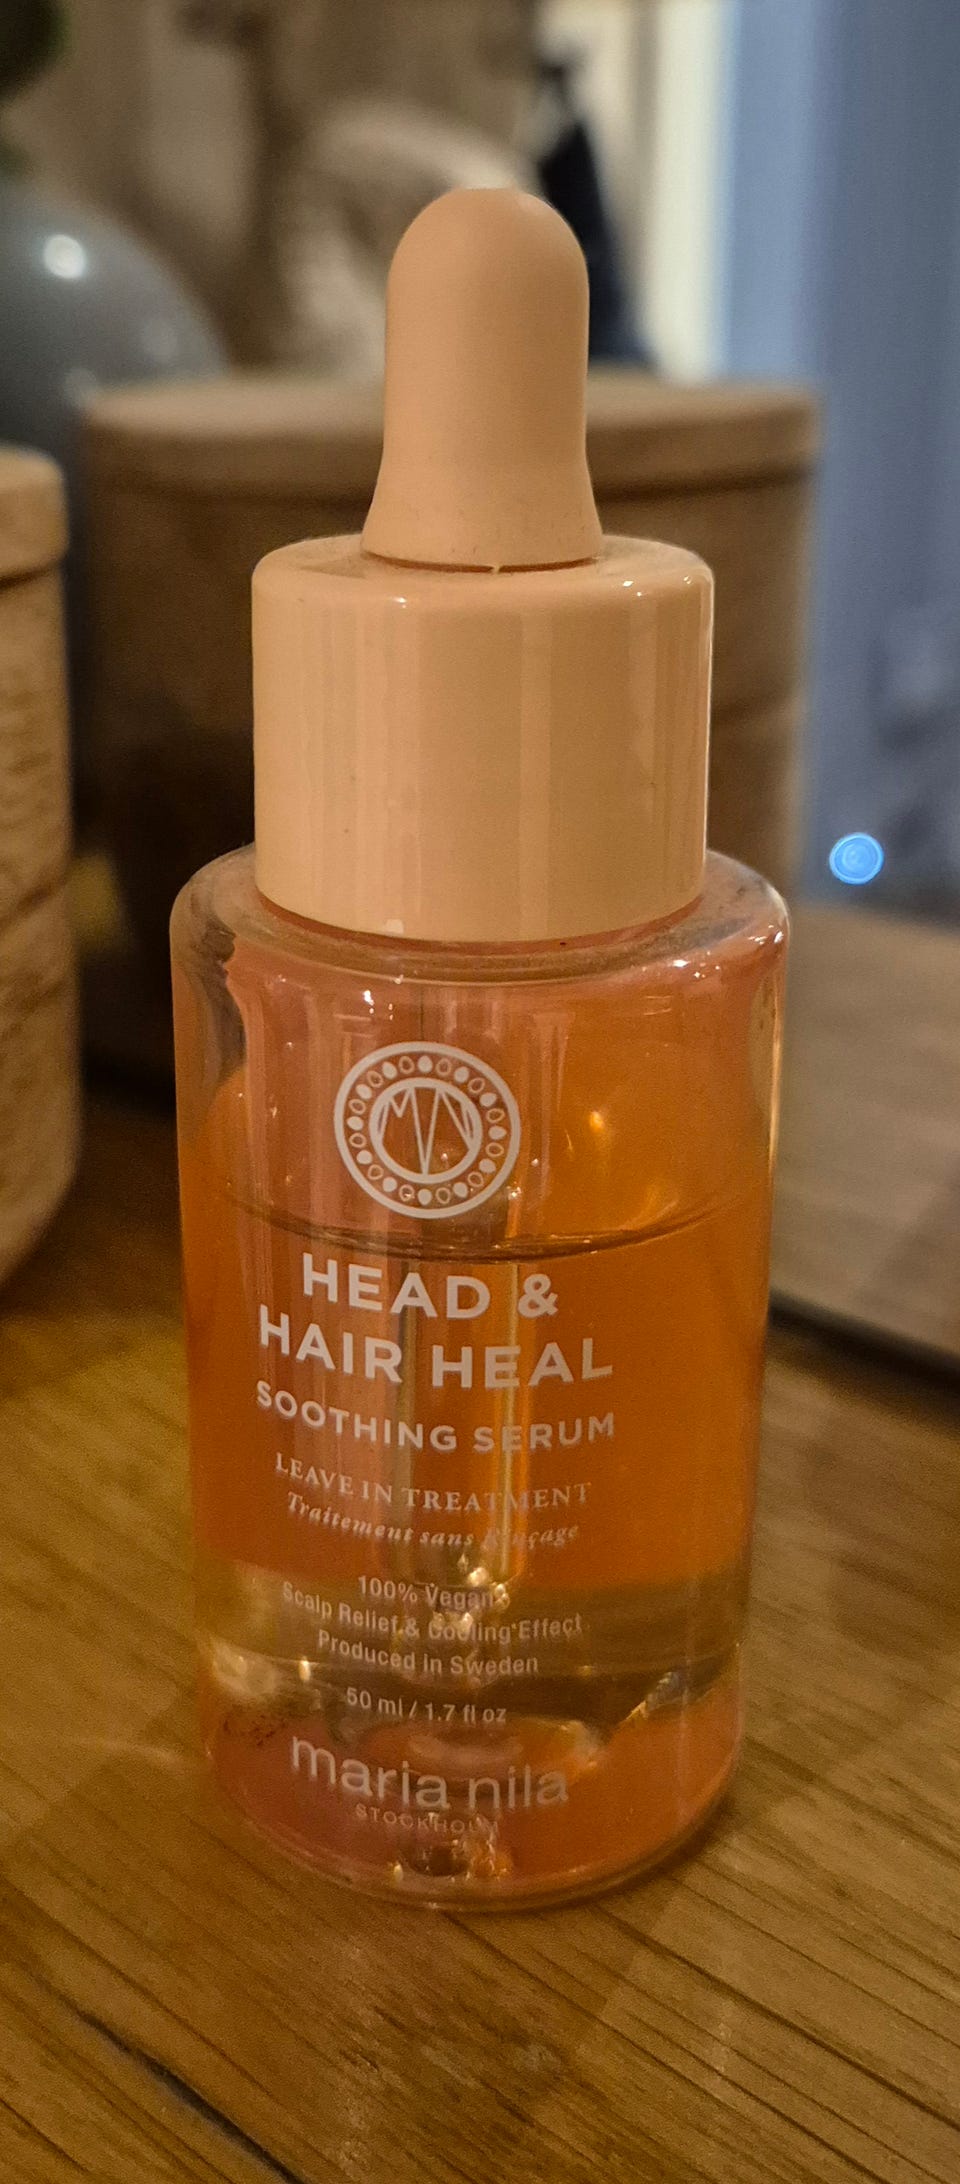 HEAD &
HAIR HEAL
SOOTHING SERUM
LEAVE IN TREATMENT
Traitement sans Rinçage
100% Vegan
Scalp Relief & Cooling Effect
Produced in Sweden
50 ml / 1.7 fl oz
maria nila
STOCKHOLM